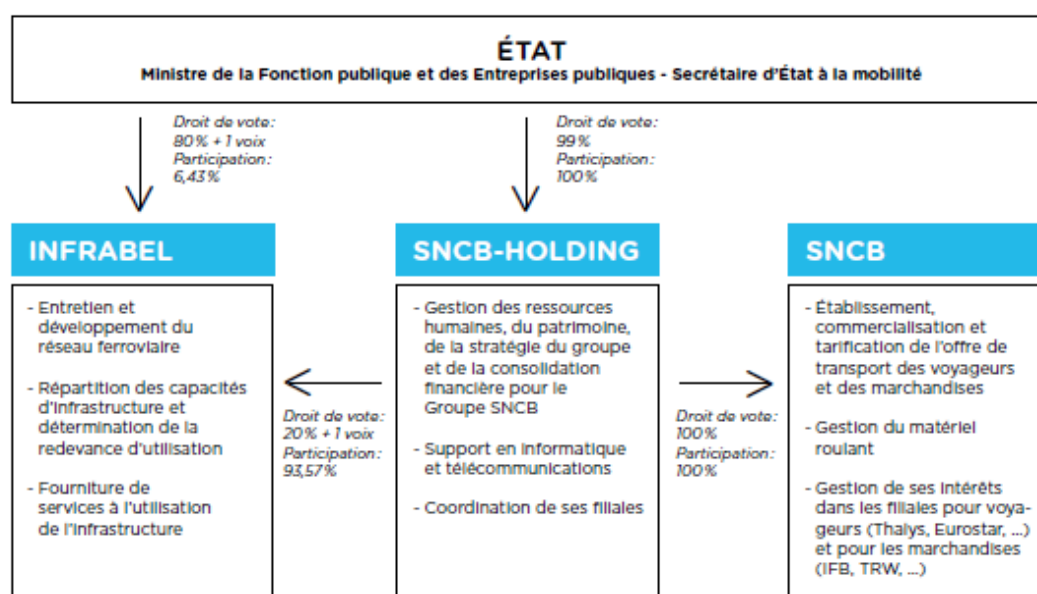 ÉTAT
Ministre de la Fonction publique et des Entreprises publiques - Secrétaire d'État à la mobilité
Droit de vote:
80% + 1 voix
Participation:
6,43%
Droit de vote:
99%
Participation:
100%
INFRABEL
- Entretien et
développement du
réseau ferroviaire
- Répartition des capacités
d'infrastructure et
détermination de la
redevance d'utilisation
- Fourniture de
services à l'utilisation
de l'infrastructure
Droit de vote:
20% + 1 voix
Participation:
93,57%
SNCB-HOLDING
- Gestion des ressources
humaines, du patrimoine,
de la stratégie du groupe
et de la consolidation
financière pour le
Groupe SNCB
- Support en informatique
et télécommunications
- Coordination de ses filiales
Droit de vote:
100%
Participation:
100%
SNCB
- Établissement,
commercialisation et
tarification de l'offre de
transport des voyageurs
et des marchandises
- Gestion du matériel
roulant
- Gestion de ses intérêts
dans les filiales pour voya-
geurs (Thalys, Eurostar, ...)
et pour les marchandises
(IFB, TRW, ...)